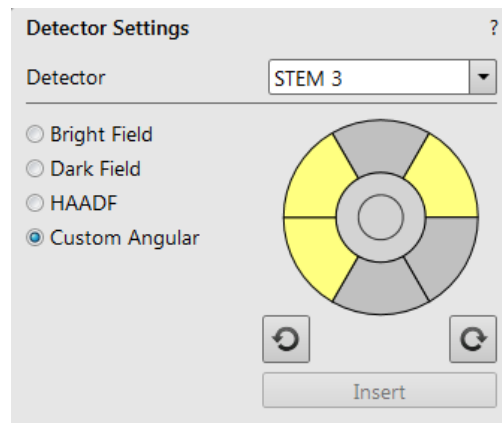 Detector Settings ?
Detector STEM 3
Bright Field
Dark Field
HAADF
Custom Angular
Insert